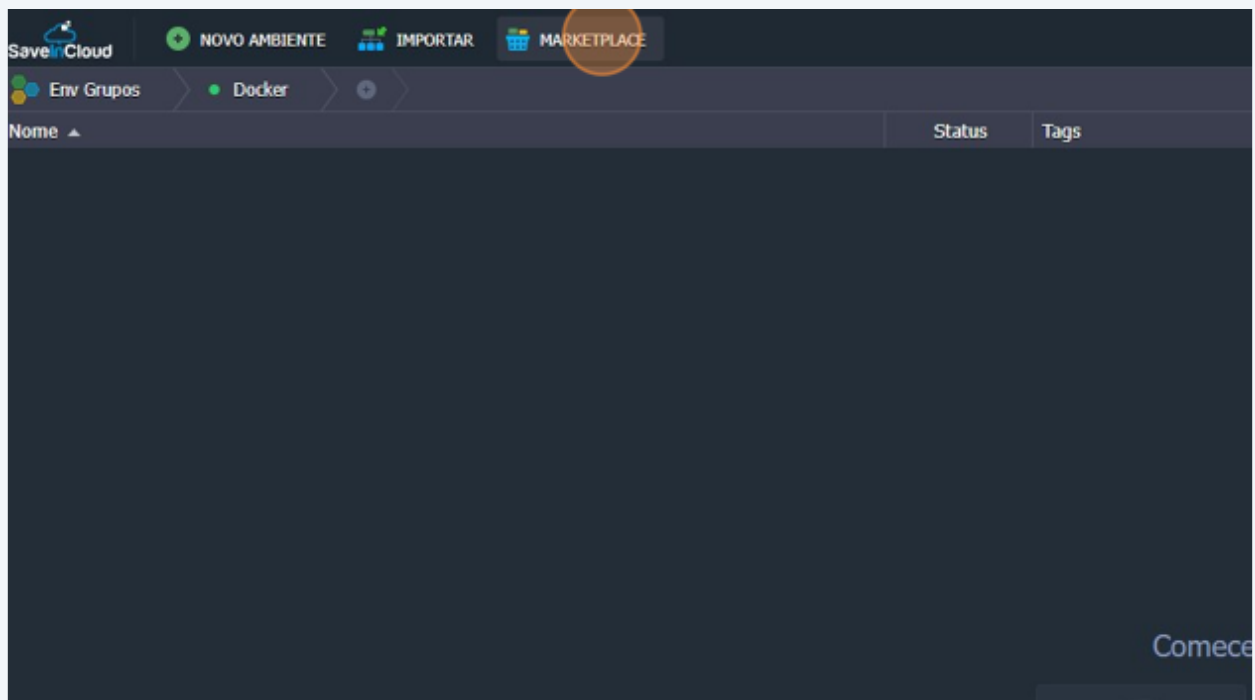 SaveinCloud NOVO AMBIENTE IMPORTAR MARKETPLACE
Env Grupos Docker
Nome Status Tags
Comece